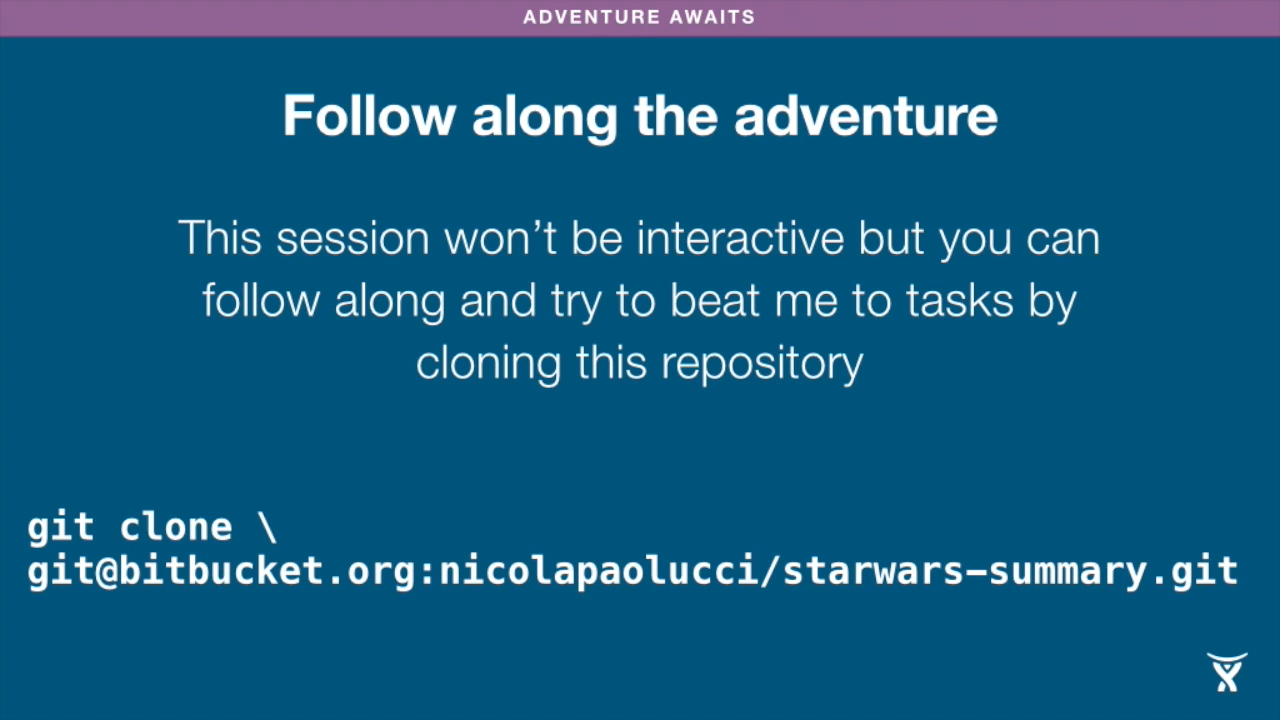 ADVENTURE AWAITS
Follow along the adventure
This session won’t be interactive but you can
follow along and try to beat me to tasks by
cloning this repository
git clone \
git@bitbucket.org:nicolapaolucci/starwars-summary.git